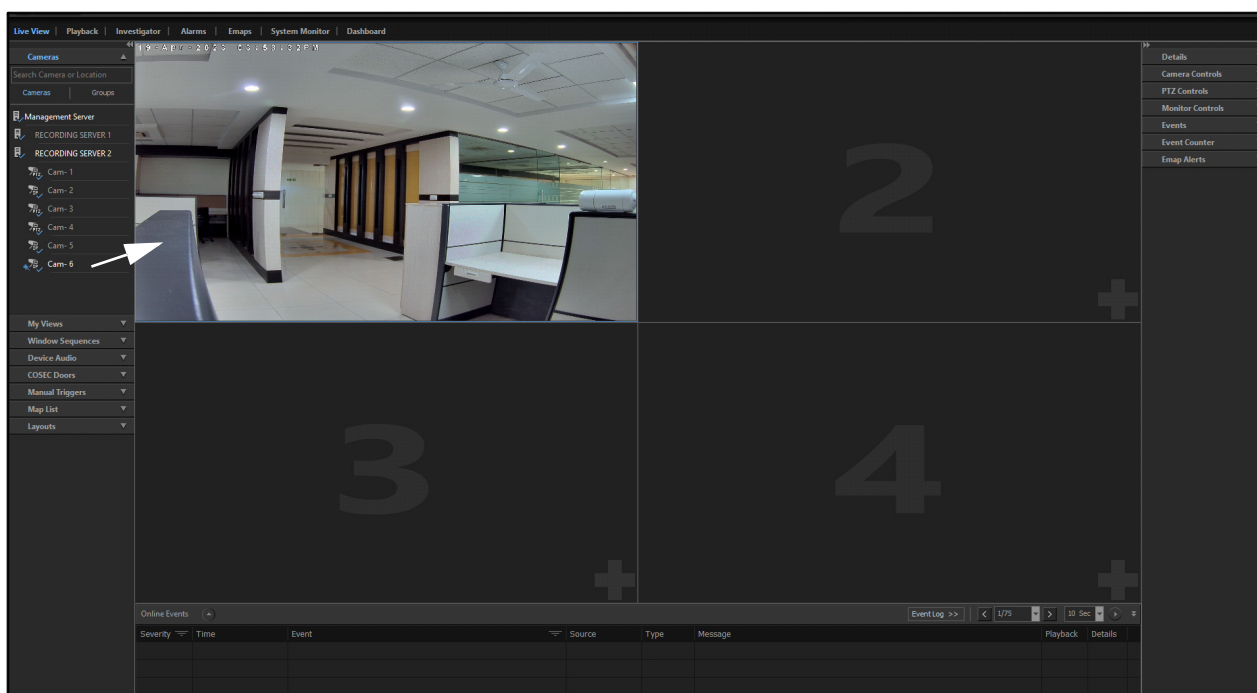 Live View | Playback | Investigator | Alarms | Emaps | System Monitor | Dashboard
Cameras
Search Camera or Location
Cameras | Groups
Management Server
RECORDING SERVER 1
RECORDING SERVER 2
Cam- 1
Cam- 2
Cam- 3
Cam- 4
Cam- 5
Cam- 6
My Views
Window Sequences
Device Audio
COSEC Doors
Manual Triggers
Map List
Layouts
2
3
4
Details
Camera Controls
PTZ Controls
Monitor Controls
Events
Event Counter
Emap Alerts
Online Events
Event Log >>
1/75
10 Sec
Severity Time Event Source Type Message Playback Details